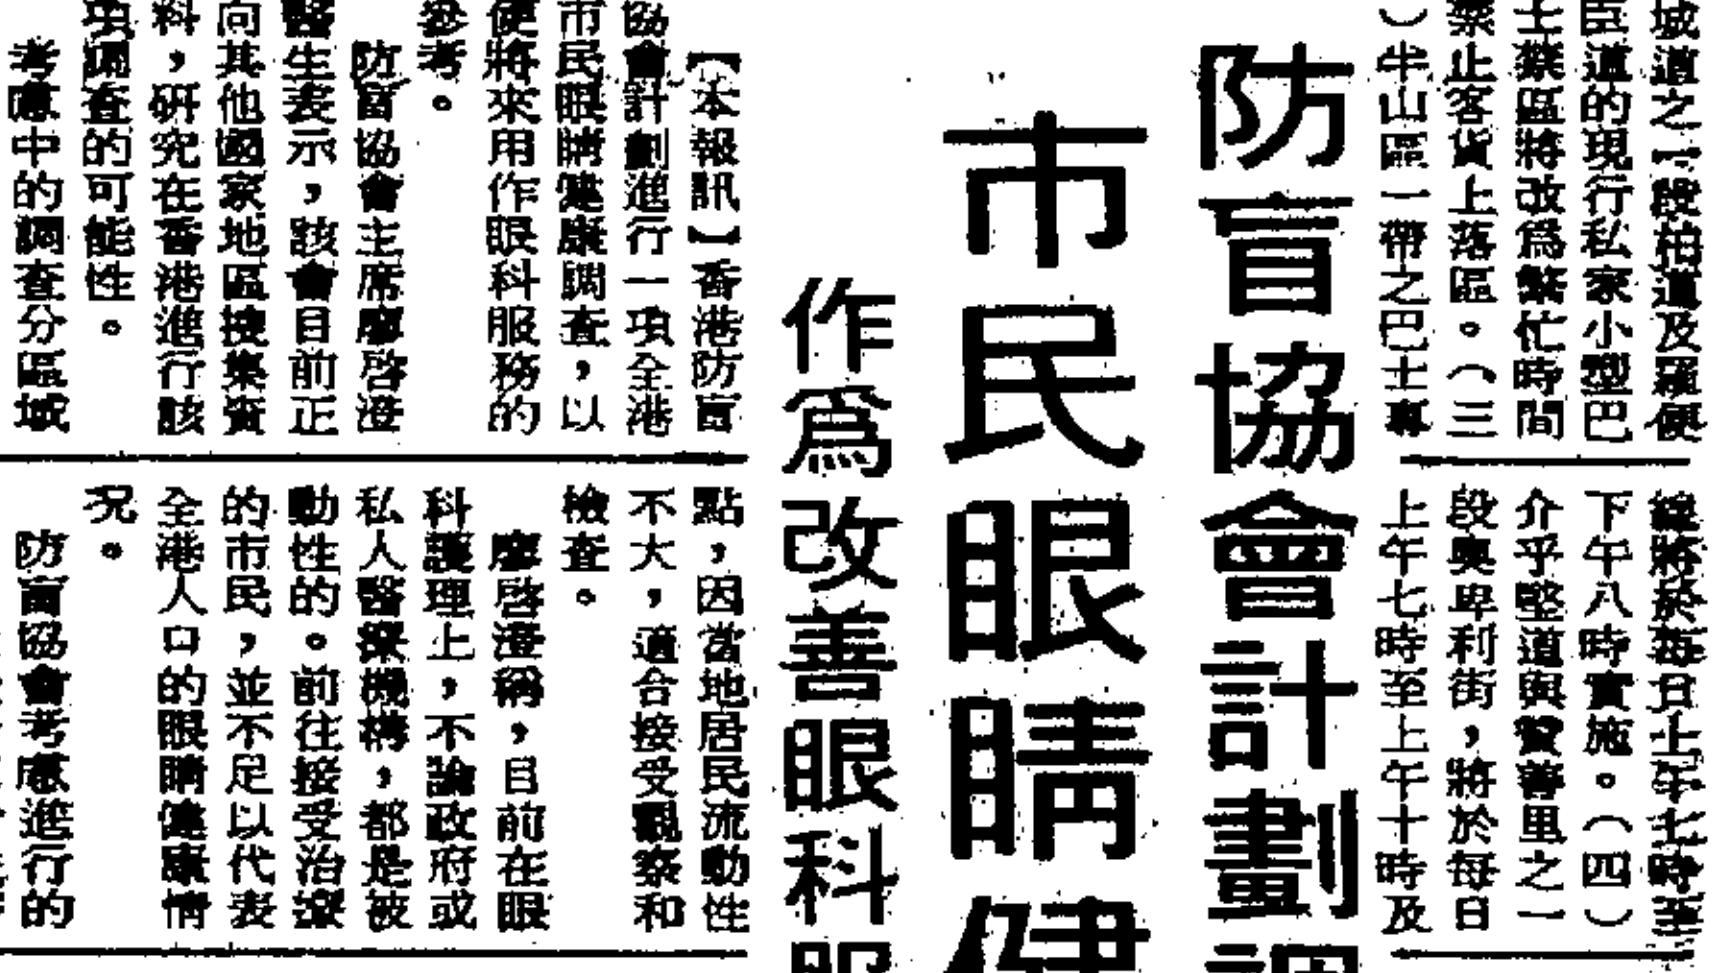 城道之一段柏道及羅便
臣道的現行私家小型巴
士禁區將改爲繁忙時間
禁止客貨上落區。（三
）半山區一帶之巴士專
線將於每日上午七時至
下午八時實施。（四）
介乎堅道與贊善里之一
段奥卑利街，將於每日
上午七時至上午十時及
防盲協會計劃調
市民眼睛健
作爲改善眼科服
【本報訊】香港防盲
協會計劃進行一項全港
市民眼睛健康調查，以
便將來用作眼科服務的
參考。
防盲協會主席廖啓澄
醫生表示，該會目前正
向其他國家地區搜集資
料，研究在香港進行該
項調查的可能性。
考慮中的調查分區域
點，因當地居民流動性
不大，適合接受觀察和
檢查。
廖啓澄稱，目前在眼
科護理上，不論政府或
私人醫療機構，都是被
動性的。前往接受治療
的市民，並不足以代表
全港人口的眼睛健康情
況。
防盲協會考慮進行的